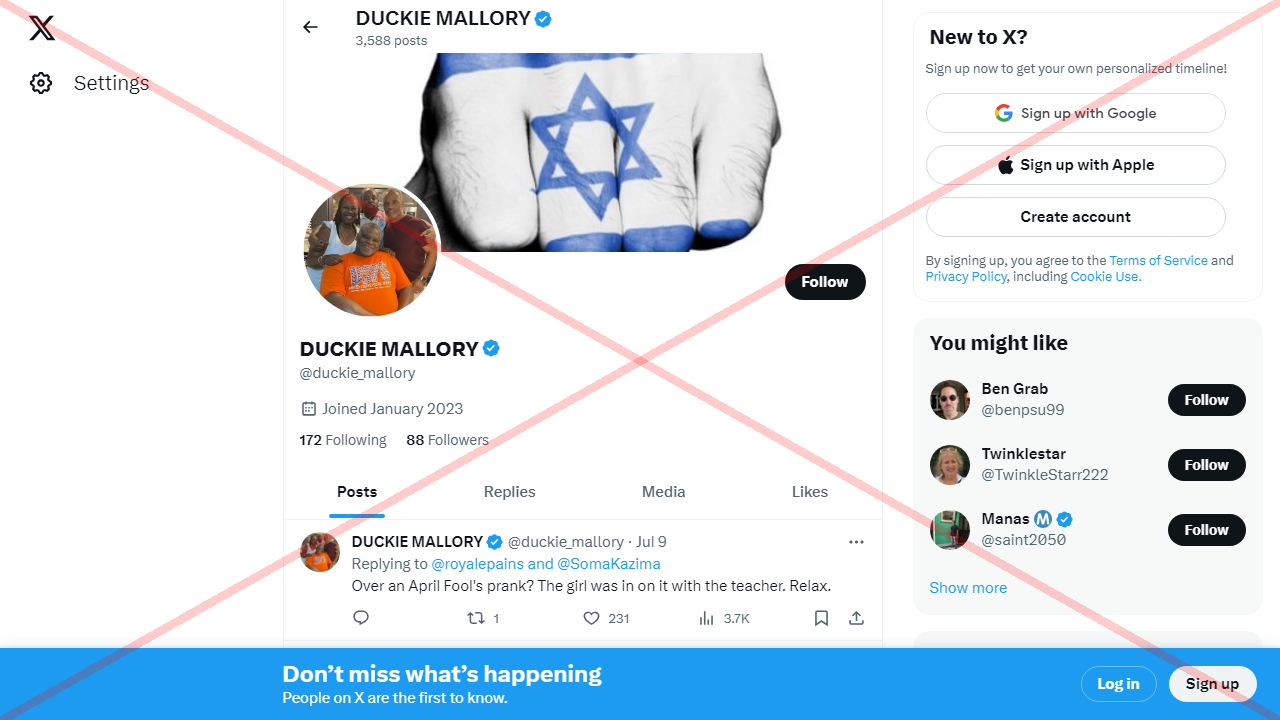 DUCKIE MALLORY
3,588 posts
Settings
Follow
DUCKIE MALLORY
@duckie_mallory
Joined January 2023
172 Following 88 Followers
Posts Replies Media Likes
DUCKIE MALLORY @duckie_mallory · Jul 9
Replying to @royalepains and @SomaKazima
Over an April Fool's prank? The girl was in on it with the teacher. Relax.
1 231 3.7K
New to X?
Sign up now to get your own personalized timeline!
Sign up with Google
Sign up with Apple
Create account
By signing up, you agree to the Terms of Service and
Privacy Policy, including Cookie Use.
You might like
Ben Grab
@benpsu99
Follow
Twinklestar
@TwinkleStarr222
Follow
Manas M
@saint2050
Follow
Show more
Don’t miss what’s happening
People on X are the first to know.
Log in
Sign up